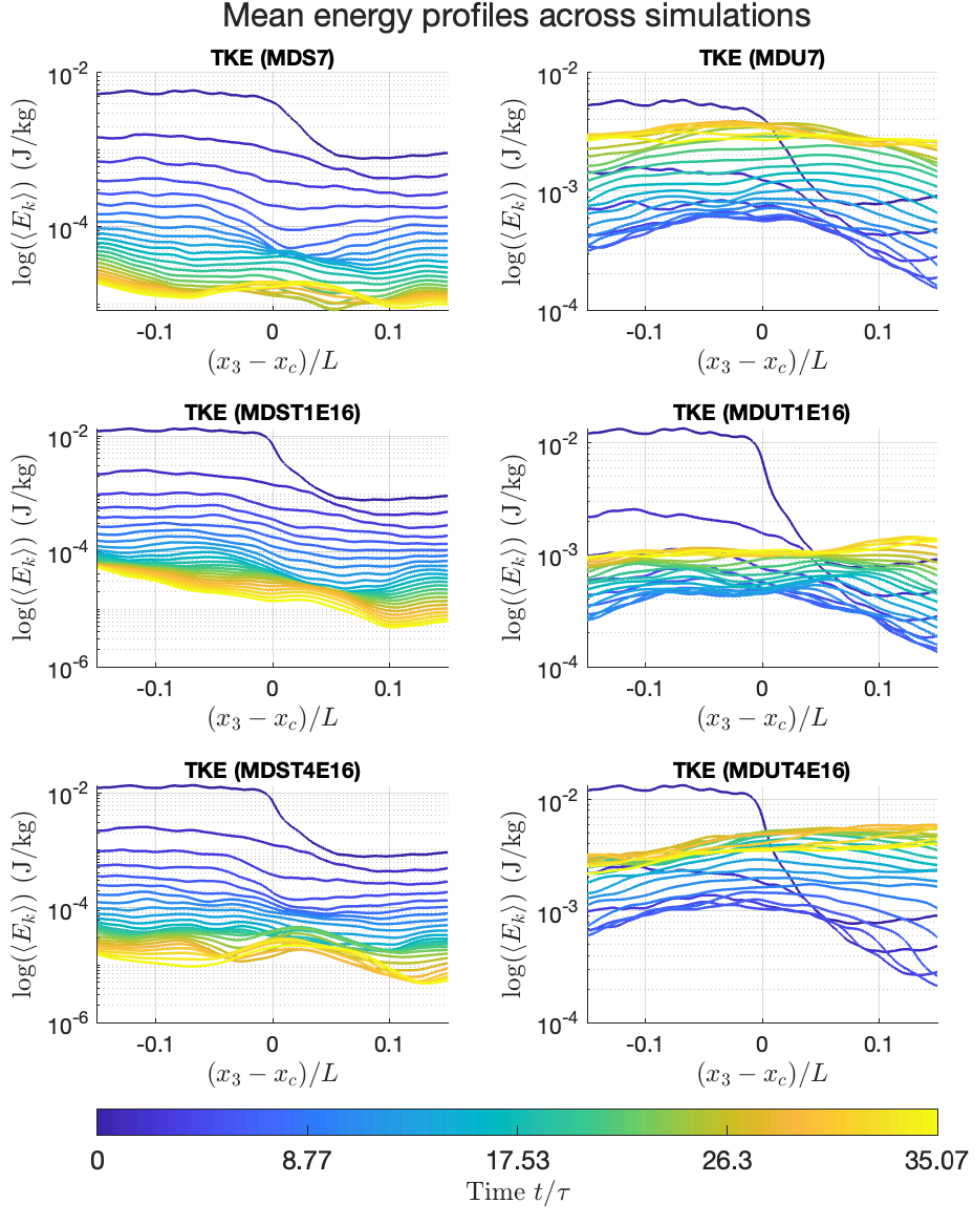 Mean energy profiles across simulations
TKE (MDS7)
10^-2
10^-4
log(⟨E_k⟩) (J/kg)
-0.1 0 0.1
(x_3 − x_c)/L
TKE (MDU7)
10^-2
10^-3
10^-4
log(⟨E_k⟩) (J/kg)
-0.1 0 0.1
(x_3 − x_c)/L
TKE (MDST1E16)
10^-2
10^-4
10^-6
log(⟨E_k⟩) (J/kg)
-0.1 0 0.1
(x_3 − x_c)/L
TKE (MDUT1E16)
10^-2
10^-3
10^-4
log(⟨E_k⟩) (J/kg)
-0.1 0 0.1
(x_3 − x_c)/L
TKE (MDST4E16)
10^-2
10^-4
10^-6
log(⟨E_k⟩) (J/kg)
-0.1 0 0.1
(x_3 − x_c)/L
TKE (MDUT4E16)
10^-2
10^-3
10^-4
log(⟨E_k⟩) (J/kg)
-0.1 0 0.1
(x_3 − x_c)/L
0 8.77 17.53 26.3 35.07
Time t/τ